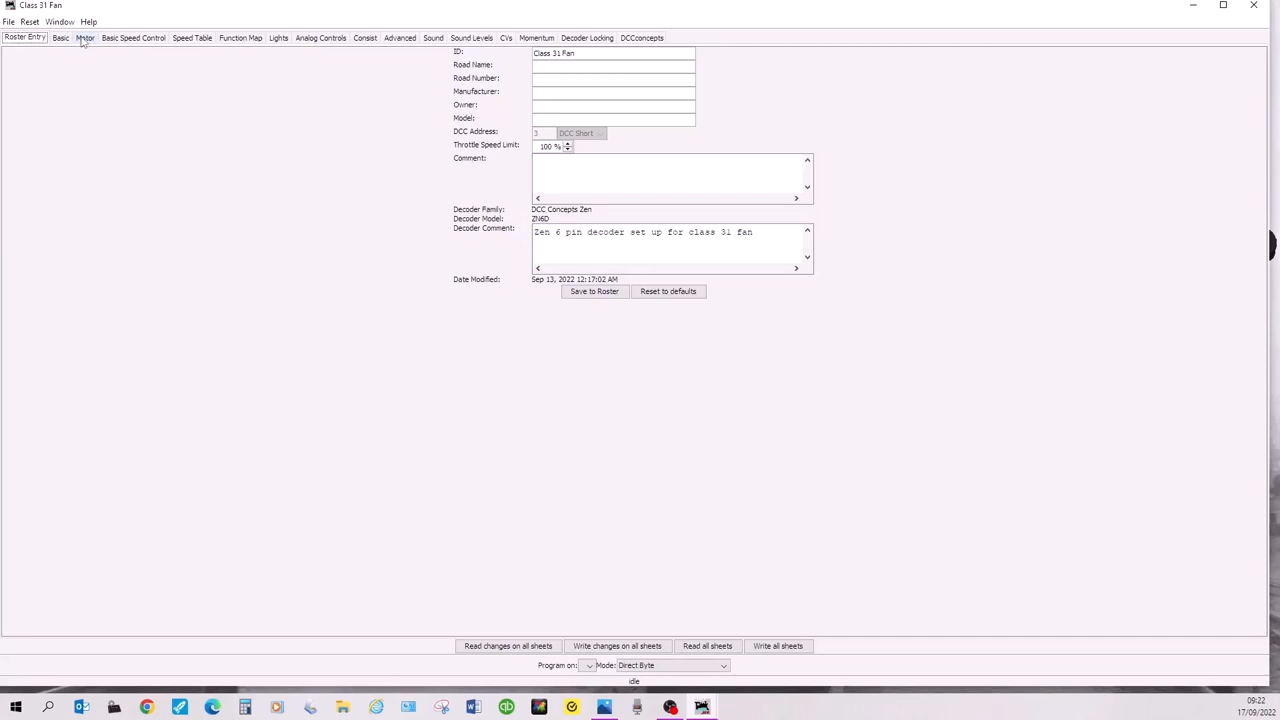 Class 31 Fan
File Reset Window Help
Roster Entry Basic Motor Basic Speed Control Speed Table Function Map Lights Analog Controls Consist Advanced Sound Sound Levels CVs Momentum Decoder Locking DCCconcepts
ID: Class 31 Fan
Road Name:
Road Number:
Manufacturer:
Owner:
Model:
DCC Address: 3 DCC Short
Throttle Speed Limit: 100 %
Comment:
Decoder Family: DCC Concepts Zen
Decoder Model: ZN6D
Decoder Comment: Zen 6 pin decoder set up for class 31 fan
Date Modified: Sep 13, 2022 12:17:02 AM
Save to Roster Reset to defaults
Read changes on all sheets Write changes on all sheets Read all sheets Write all sheets
Program on: Mode: Direct Byte
idle
09:22
17/09/2022